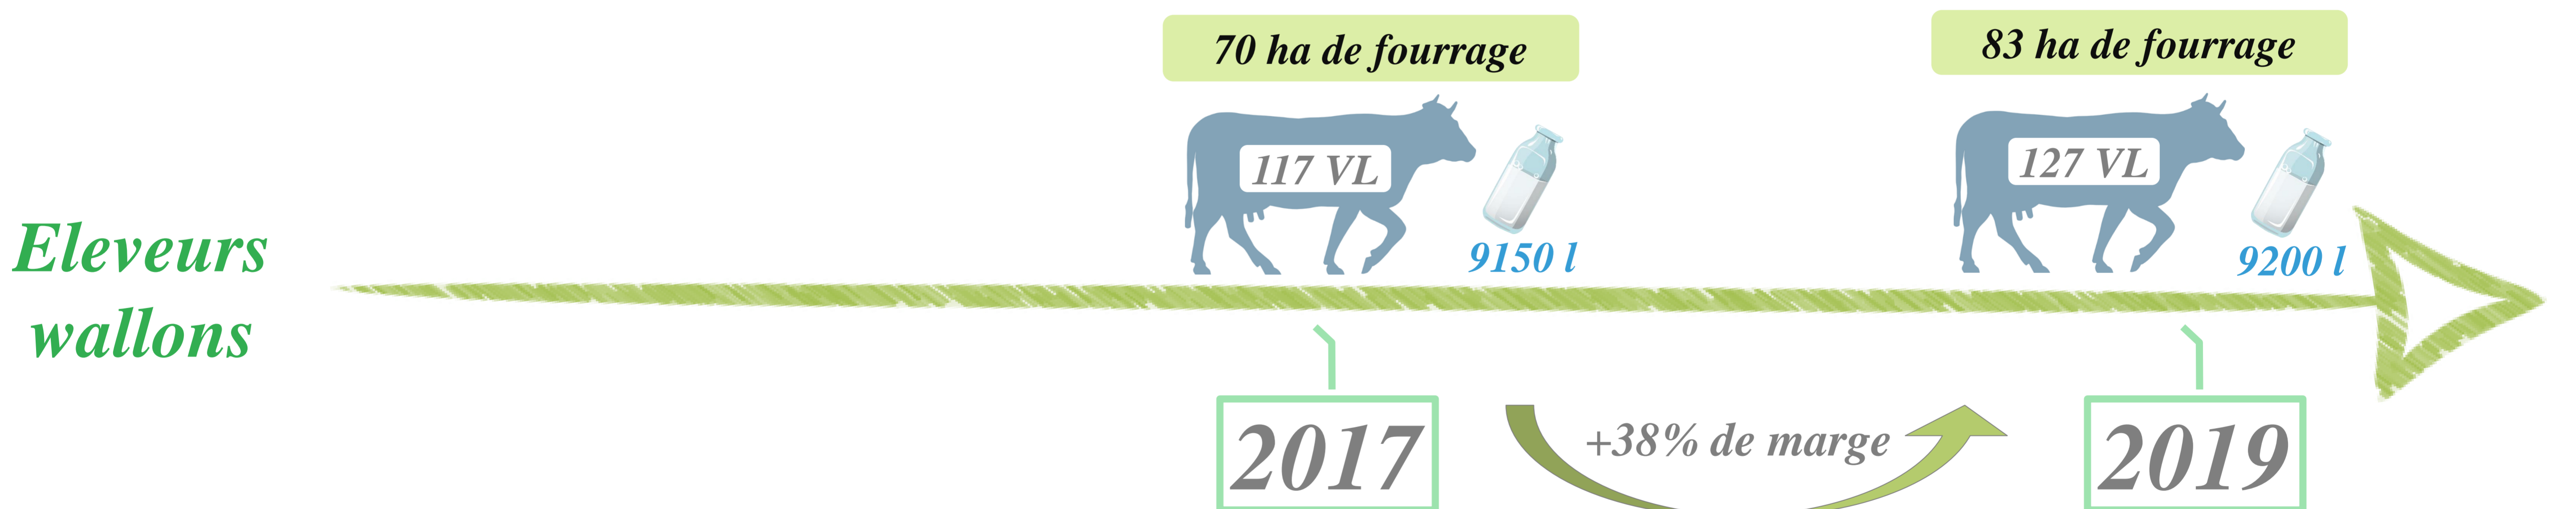 Eleveurs
wallons
70 ha de fourrage
117 VL
9150 l
83 ha de fourrage
127 VL
9200 l
2017
+38% de marge
2019